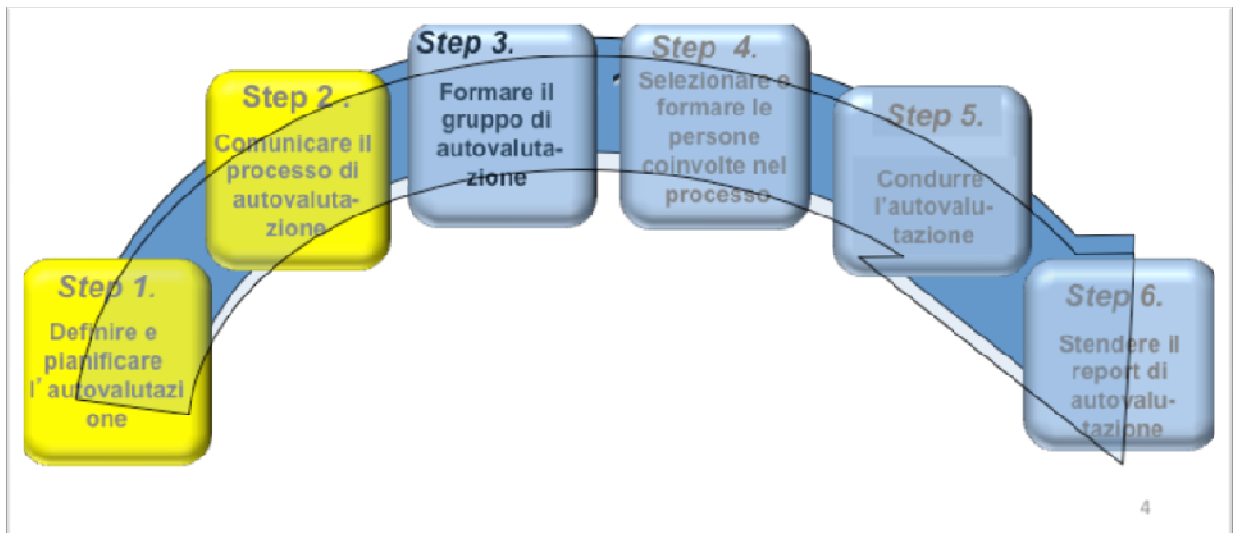 Step 1.
Definire e
pianificare
l'autovalutazi
one
Step 2 .
Comunicare il
processo di
autovaluta-
zione
Step 3.
Formare il
gruppo di
autovaluta-
zione
Step 4.
Selezionare e
formare le
persone
coinvolte nel
processo
Step 5.
Condurre
l'autovalu-
tazione
Step 6.
Stendere il
report di
autovalu-
tazione
4